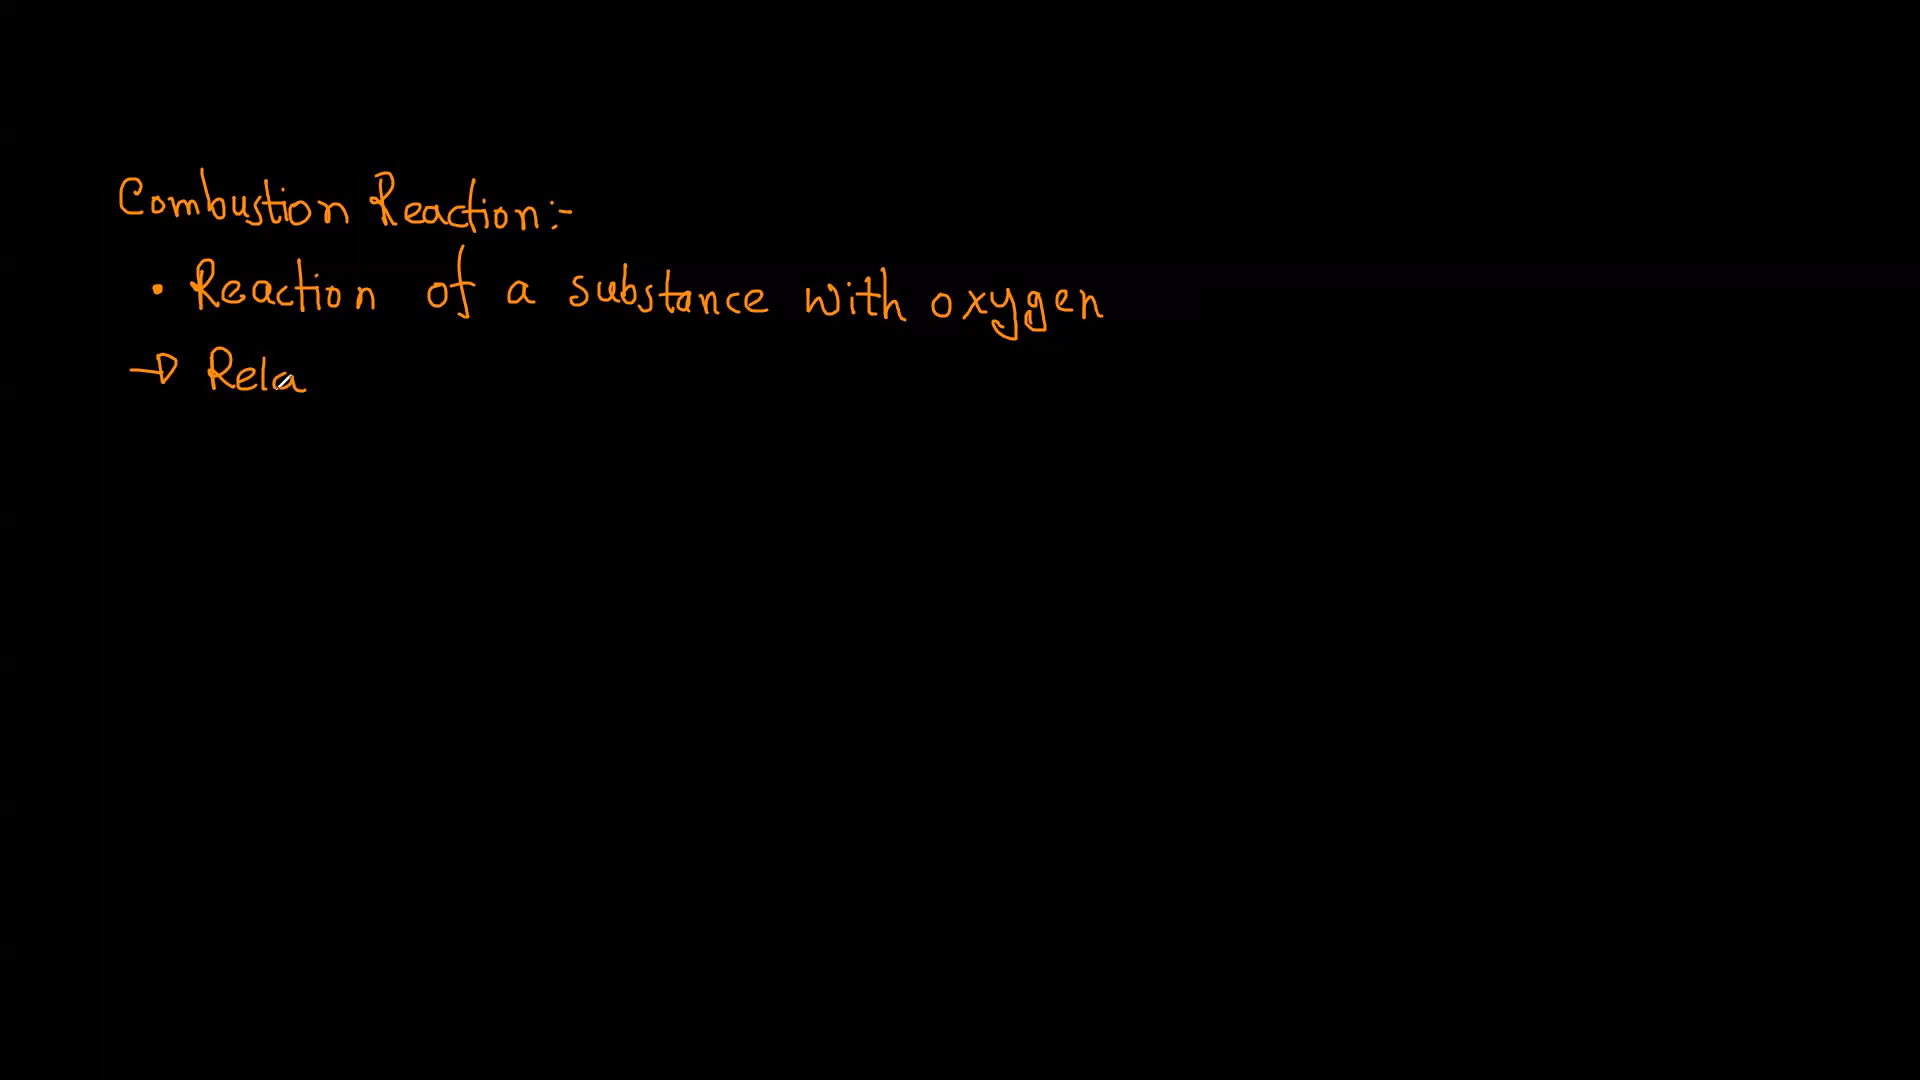 Combustion Reaction:-
• Reaction of a substance with oxygen
→ Rela